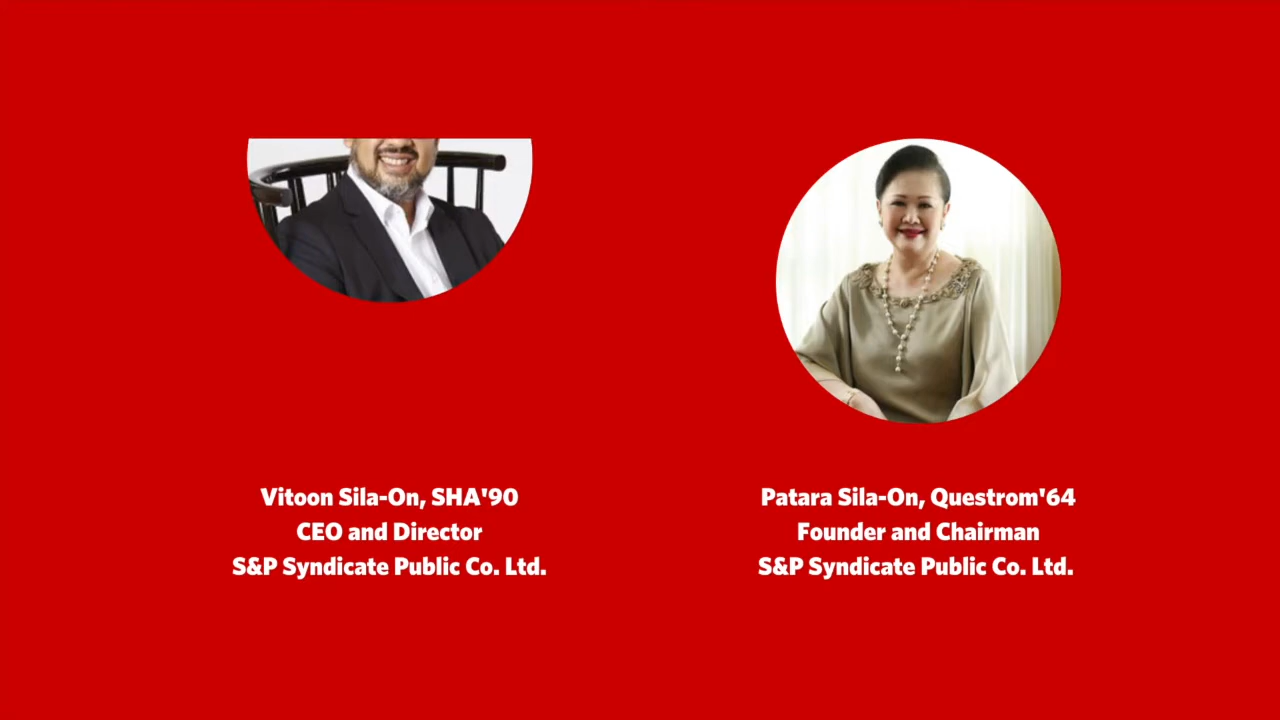 Vitoon Sila-On, SHA'90
CEO and Director
S&P Syndicate Public Co. Ltd.
Patara Sila-On, Questrom'64
Founder and Chairman
S&P Syndicate Public Co. Ltd.